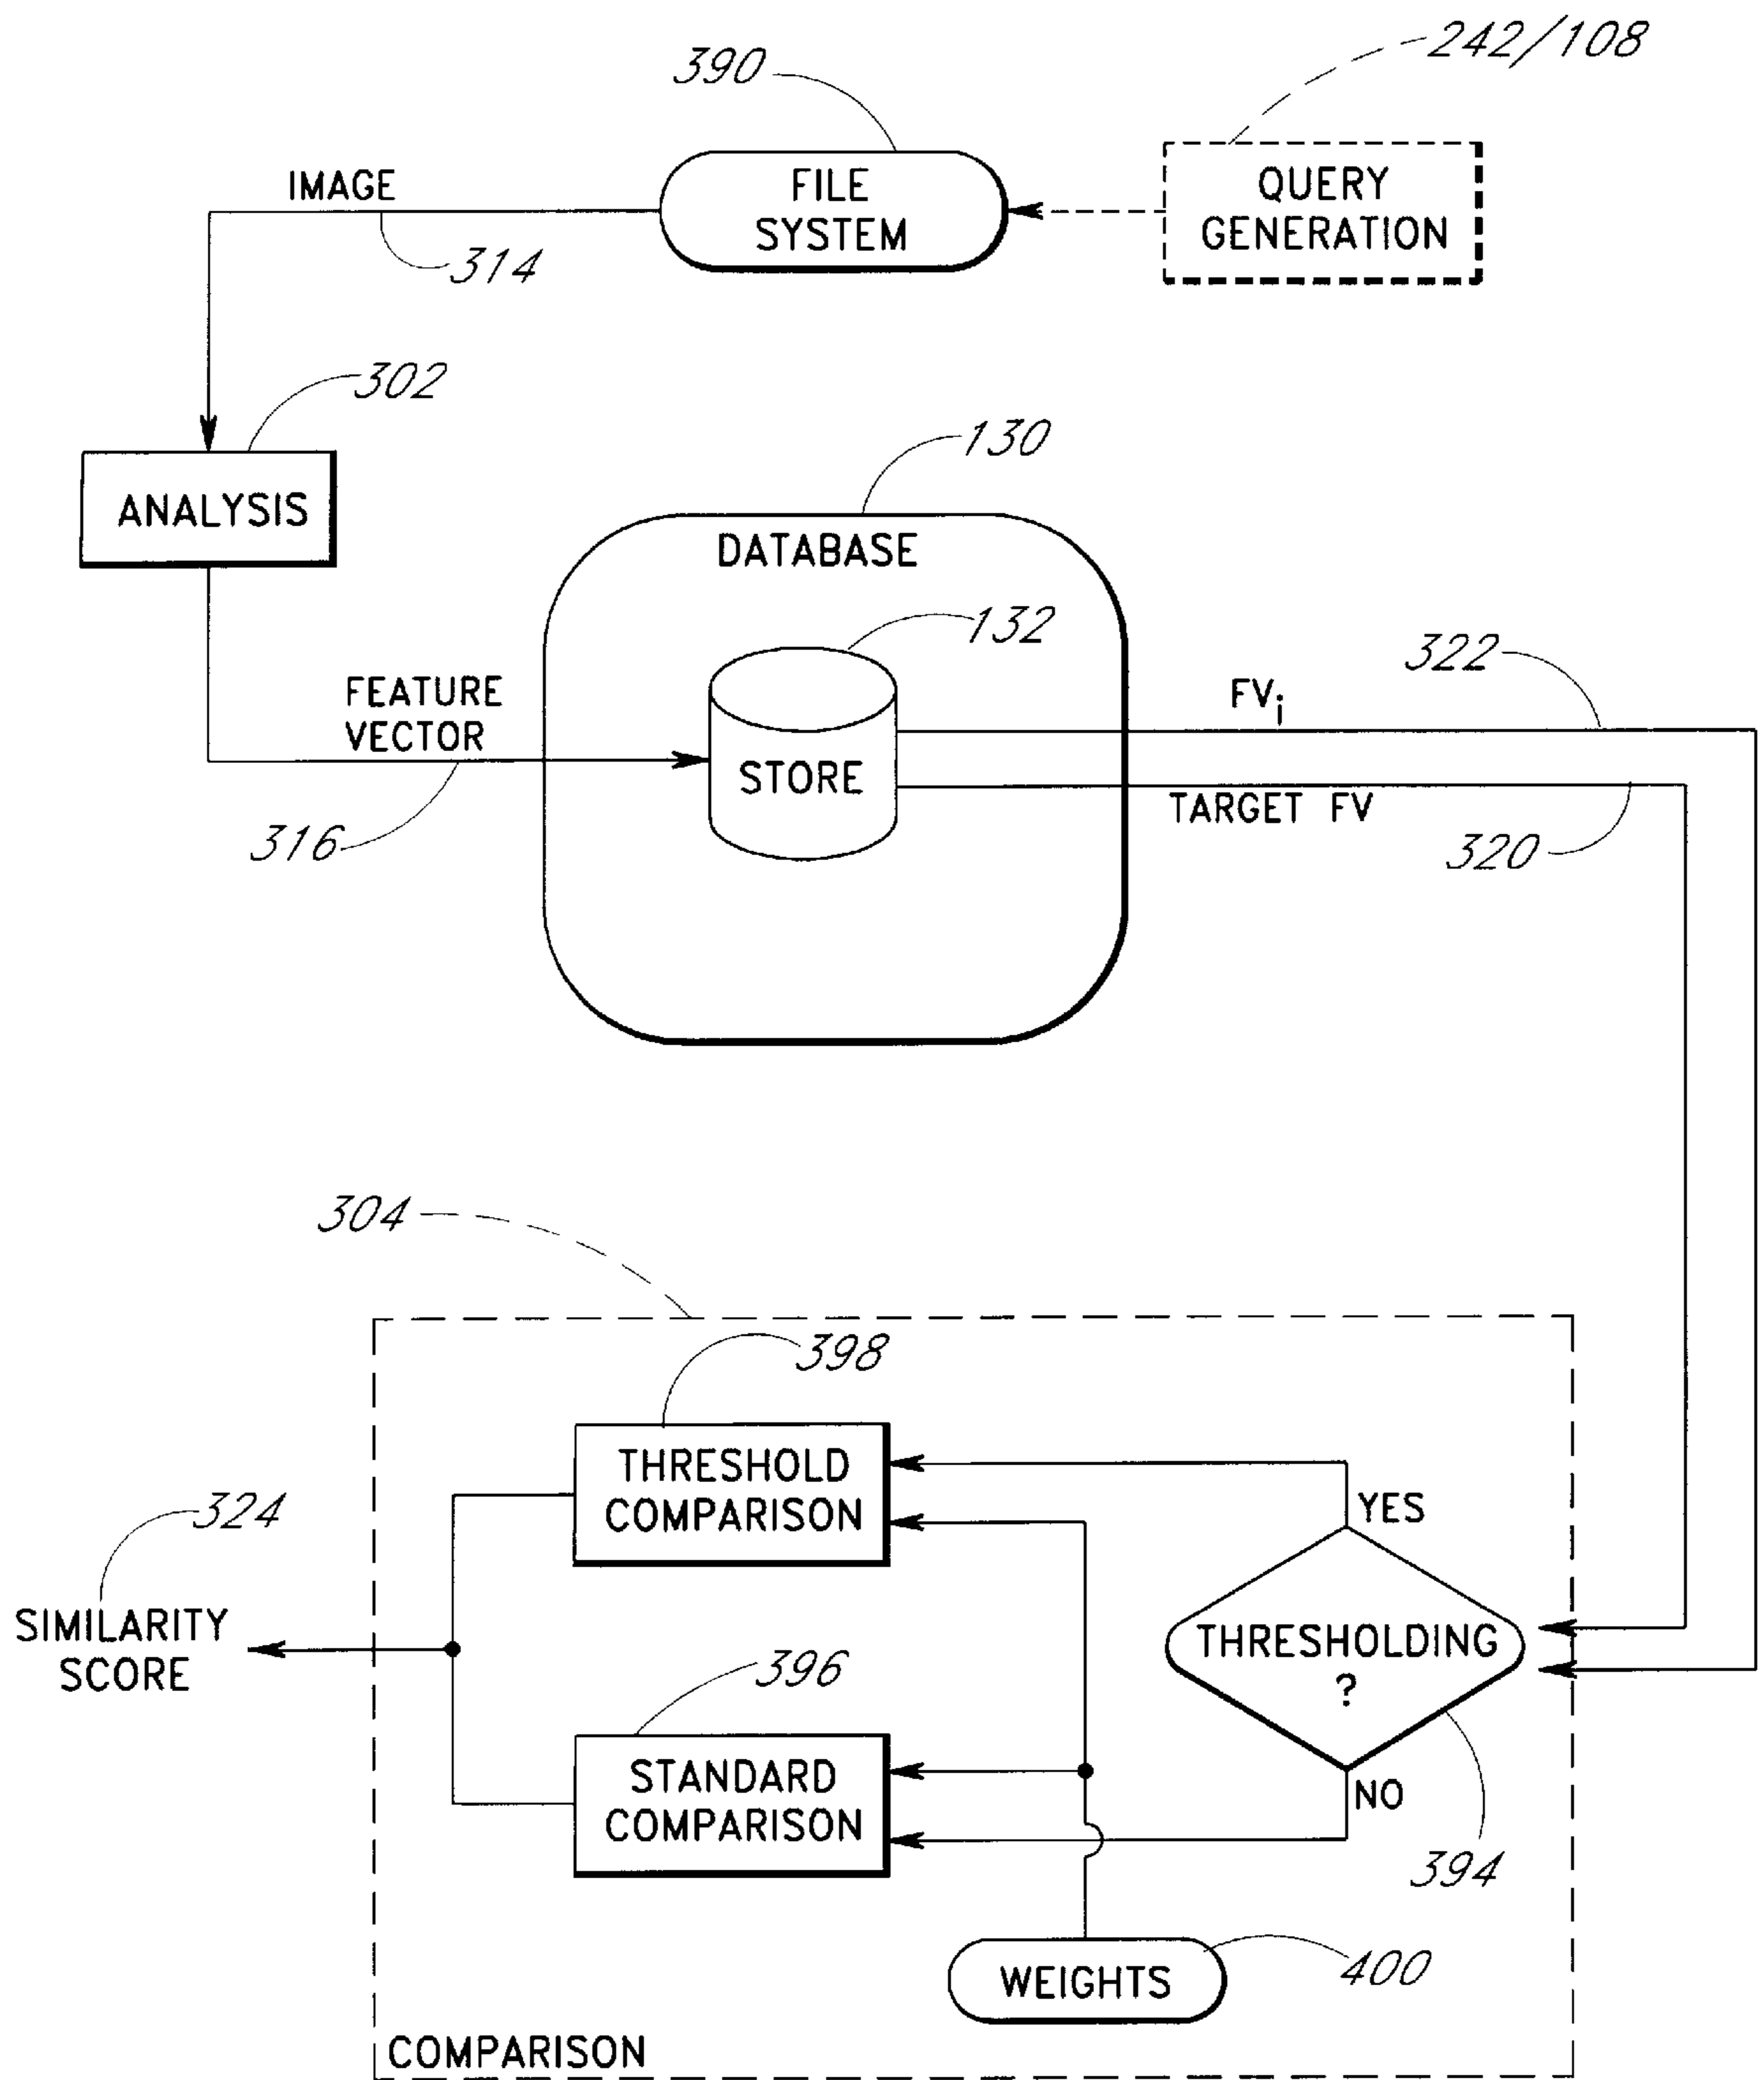 242/108
390
QUERY
GENERATION
FILE
SYSTEM
IMAGE
314
302
ANALYSIS
130
DATABASE
132
STORE
FEATURE
VECTOR
316
322
FVi
TARGET FV
320
304
398
THRESHOLD
COMPARISON
YES
324
SIMILARITY
SCORE
THRESHOLDING
?
396
STANDARD
COMPARISON
NO
394
WEIGHTS
400
COMPARISON